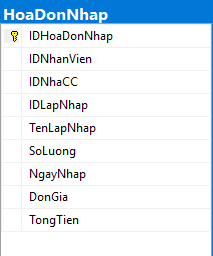 HoaDonNhap
IDHoaDonNhap
IDNhanVien
IDNhaCC
IDLapNhap
TenLapNhap
SoLuong
NgayNhap
DonGia
TongTien